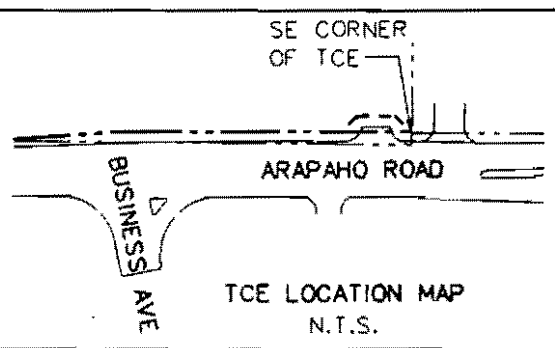 SE CORNER
OF TCE
ARAPAHO ROAD
BUSINESS AVE
TCE LOCATION MAP
N.T.S.